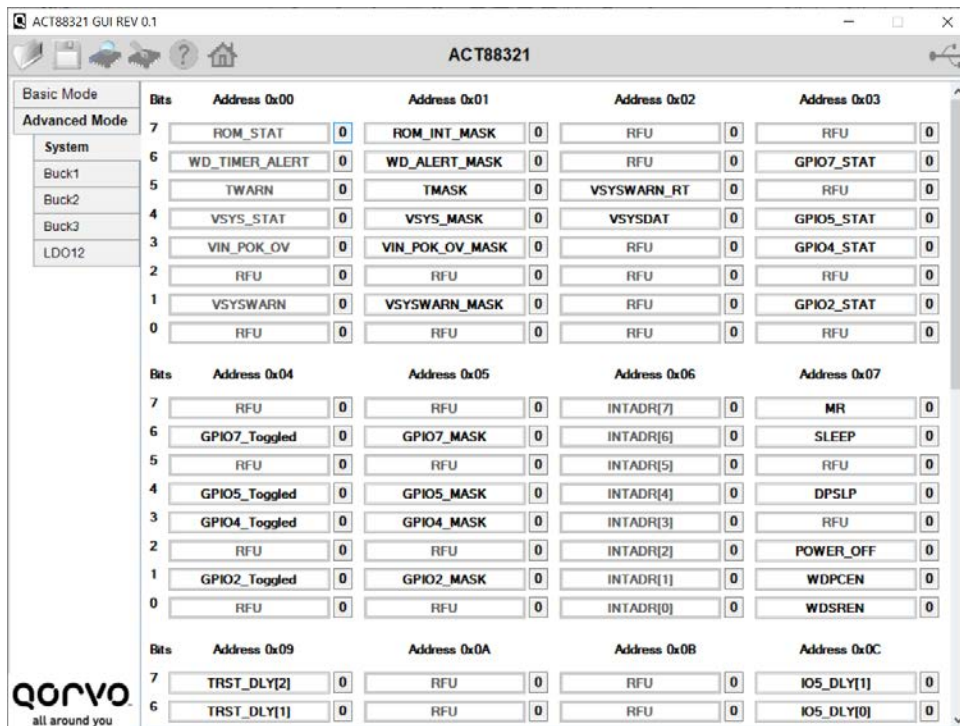 ACT88321 GUI REV 0.1
ACT88321
Basic Mode
Advanced Mode
System
Buck1
Buck2
Buck3
LDO12
Bits Address 0x00 Address 0x01 Address 0x02 Address 0x03
7 ROM_STAT 0 ROM_INT_MASK 0 RFU 0 RFU 0
6 WD_TIMER_ALERT 0 WD_ALERT_MASK 0 RFU 0 GPIO7_STAT 0
5 TWARN 0 TMASK 0 VSYSWARN_RT 0 RFU 0
4 VSYS_STAT 0 VSYS_MASK 0 VSYSDAT 0 GPIO5_STAT 0
3 VIN_POK_OV 0 VIN_POK_OV_MASK 0 RFU 0 GPIO4_STAT 0
2 RFU 0 RFU 0 RFU 0 RFU 0
1 VSYSWARN 0 VSYSWARN_MASK 0 RFU 0 GPIO2_STAT 0
0 RFU 0 RFU 0 RFU 0 RFU 0
Bits Address 0x04 Address 0x05 Address 0x06 Address 0x07
7 RFU 0 RFU 0 INTADR[7] 0 MR 0
6 GPIO7_Toggled 0 GPIO7_MASK 0 INTADR[6] 0 SLEEP 0
5 RFU 0 RFU 0 INTADR[5] 0 RFU 0
4 GPIO5_Toggled 0 GPIO5_MASK 0 INTADR[4] 0 DPSLP 0
3 GPIO4_Toggled 0 GPIO4_MASK 0 INTADR[3] 0 RFU 0
2 RFU 0 RFU 0 INTADR[2] 0 POWER_OFF 0
1 GPIO2_Toggled 0 GPIO2_MASK 0 INTADR[1] 0 WDPCEN 0
0 RFU 0 RFU 0 INTADR[0] 0 WDSREN 0
Bits Address 0x09 Address 0x0A Address 0x0B Address 0x0C
7 TRST_DLY[2] 0 RFU 0 RFU 0 IO5_DLY[1] 0
6 TRST_DLY[1] 0 RFU 0 RFU 0 IO5_DLY[0] 0
QORVO
all around you